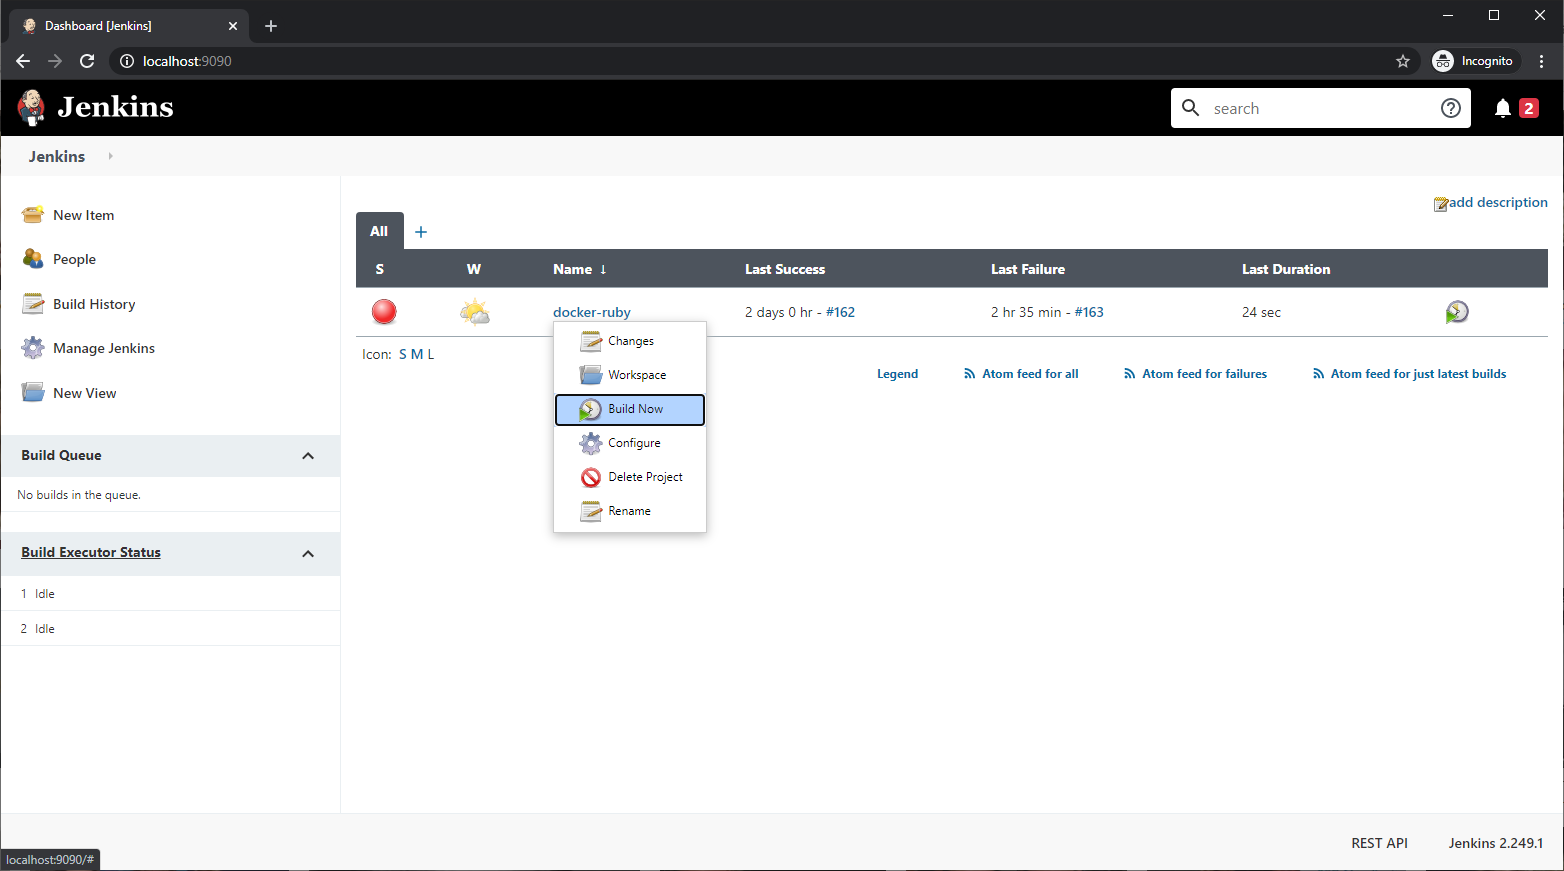 Dashboard [Jenkins]
localhost:9090
Incognito
Jenkins
search
2
Jenkins
New Item
People
Build History
Manage Jenkins
New View
Build Queue
No builds in the queue.
Build Executor Status
1 Idle
2 Idle
add description
All +
S W Name ↓ Last Success Last Failure Last Duration
docker-ruby 2 days 0 hr - #162 2 hr 35 min - #163 24 sec
Changes
Workspace
Build Now
Configure
Delete Project
Rename
Icon: S M L
Legend Atom feed for all Atom feed for failures Atom feed for just latest builds
REST API Jenkins 2.249.1
localhost:9090/#